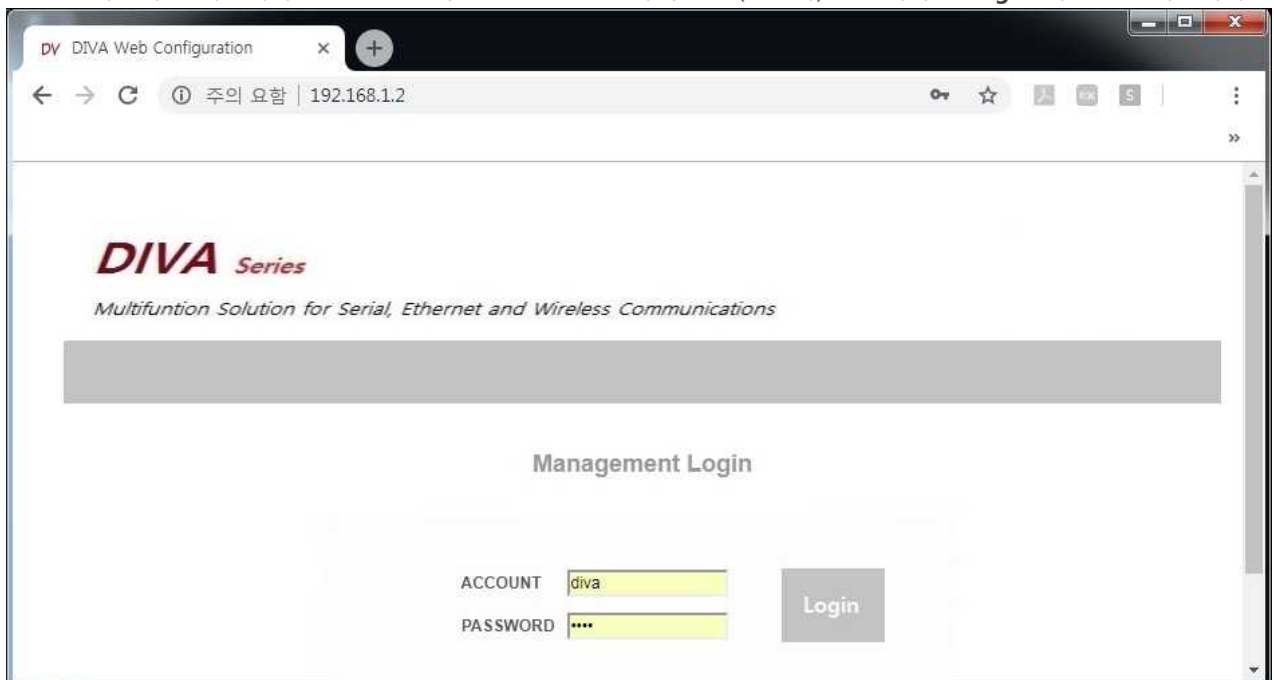 DV DIVA Web Configuration
주의 요함 | 192.168.1.2
DIVA Series
Multifuntion Solution for Serial, Ethernet and Wireless Communications
Management Login
ACCOUNT diva
PASSWORD ••••
Login